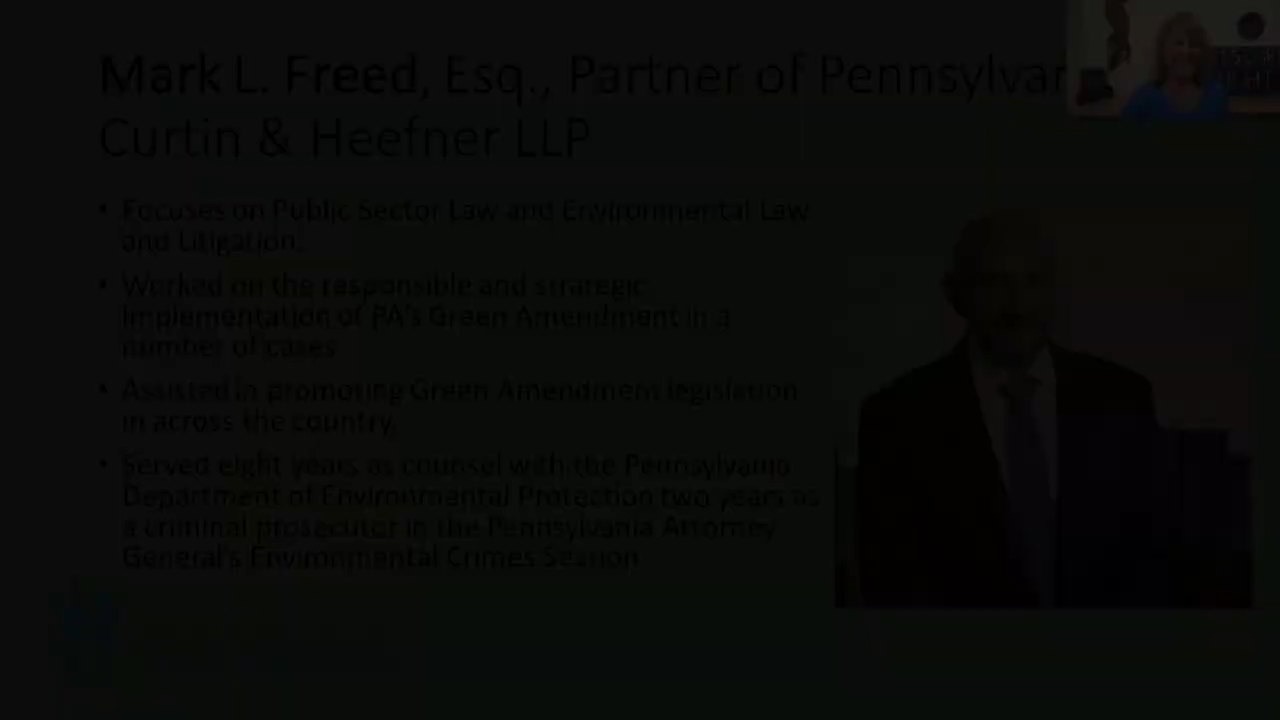 Mark L. Freed, Esq., Partner of Pennsylvan
Curtin & Heefner LLP
• Focuses on Public Sector Law and Environmental Law
and Litigation.
• Worked on the responsible and strategic
implementation of PA's Green Amendment in a
number of cases
• Assisted in promoting Green Amendment legislation
in across the country
• Served eight years as counsel with the Pennsylvania
Department of Environmental Protection two years as
a criminal prosecutor in the Pennsylvania Attorney
General's Environmental Crimes Section